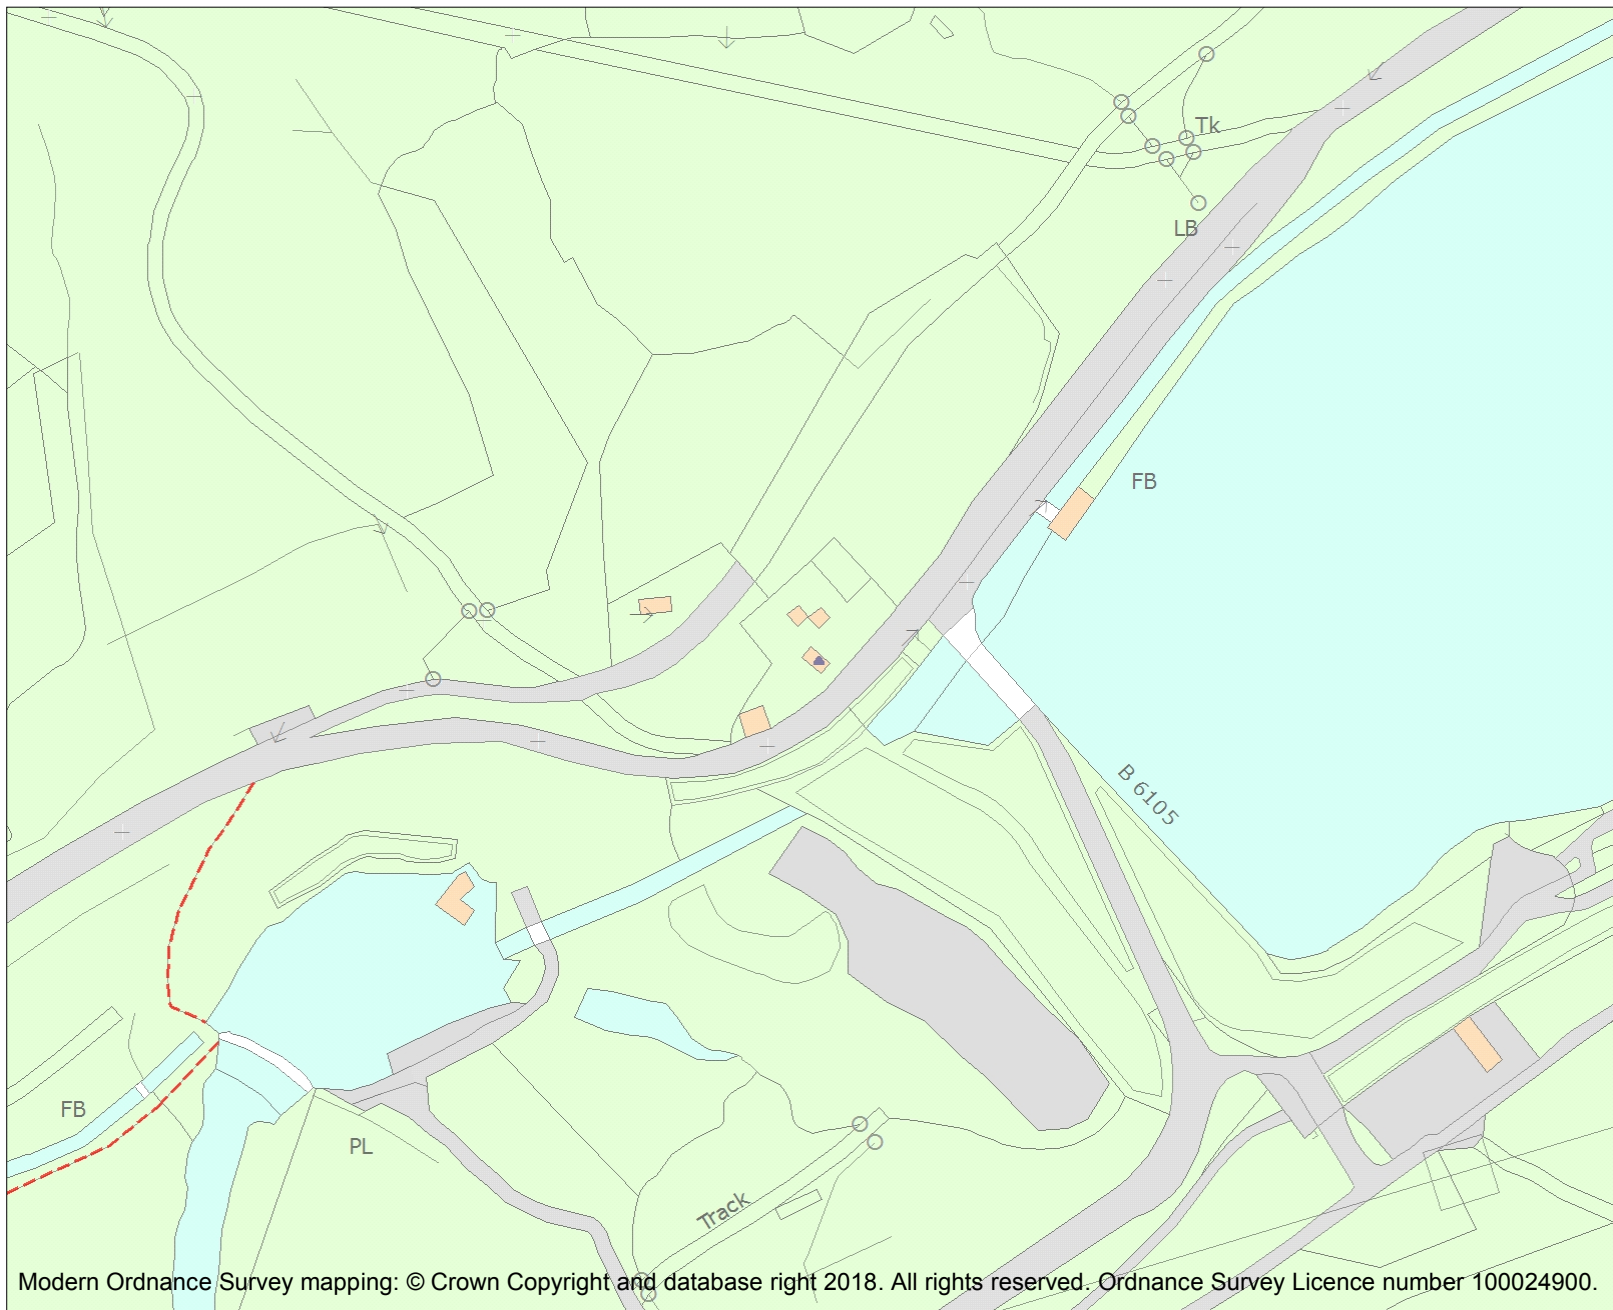 Tk
LB
FB
B 6105
FB
PL
Track
Modern Ordnance Survey mapping: © Crown Copyright and database right 2018. All rights reserved. Ordnance Survey Licence number 100024900.